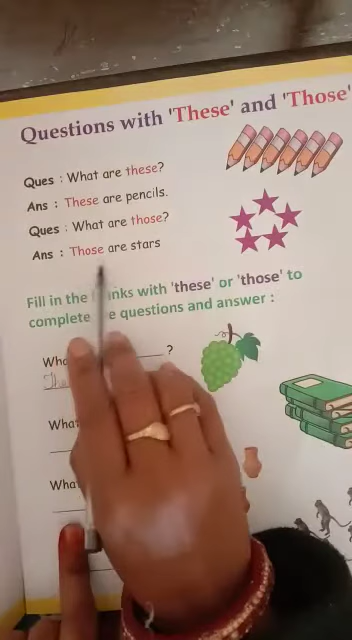 Questions with 'These' and 'Those'
Ques : What are these?
Ans : These are pencils.
Ques : What are those?
Ans : Those are stars
Fill in the with 'these' or 'those' to
complete questions and answer :
?